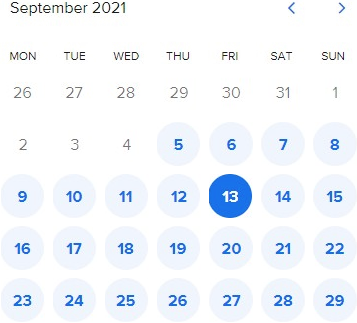 September 2021
MON TUE WED THU FRI SAT SUN
26 27 28 29 30 31 1
2 3 4 5 6 7 8
9 10 11 12 13 14 15
16 17 18 19 20 21 22
23 24 25 26 27 28 29